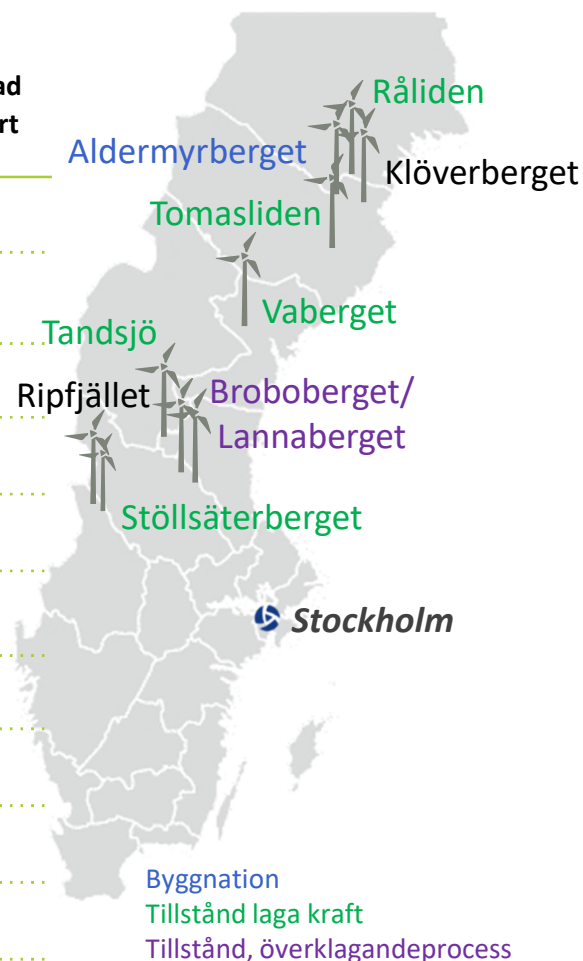 ad
rt
Råliden
Aldermyrberget
Klöverberget
Tomasliden
Vaberget
Tandsjö
Ripfjället
Broboberget/
Lannaberget
Stöllsäterberget
Stockholm
Byggnation
Tillstånd laga kraft
Tillstånd, överklagandeprocess